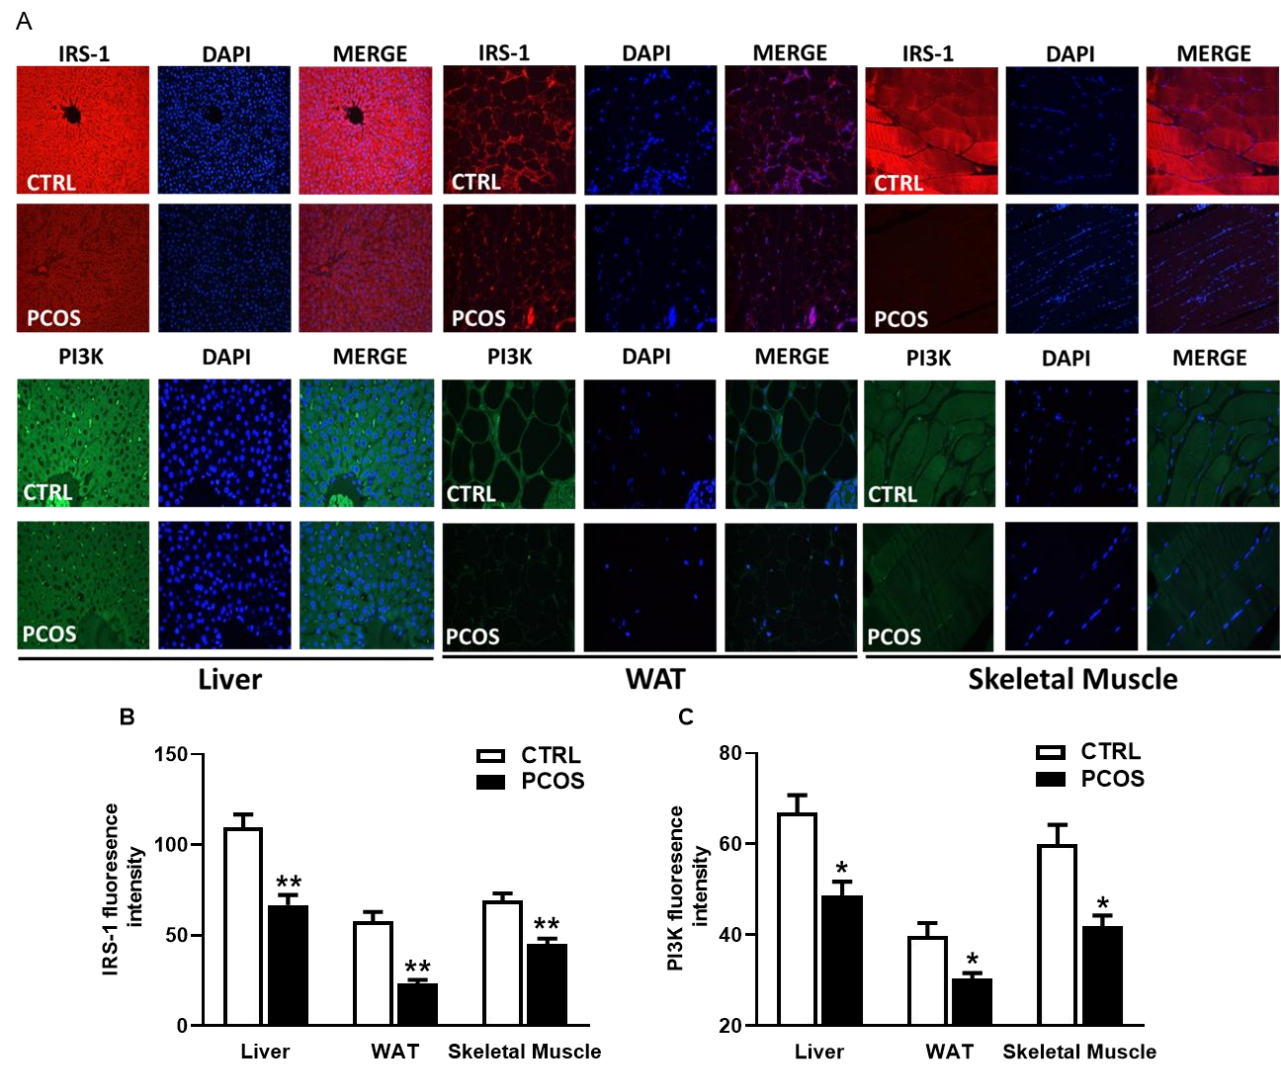 A
IRS-1 DAPI MERGE IRS-1 DAPI MERGE IRS-1 DAPI MERGE
CTRL CTRL CTRL
PCOS PCOS PCOS
PI3K DAPI MERGE PI3K DAPI MERGE PI3K DAPI MERGE
CTRL CTRL CTRL
PCOS PCOS PCOS
Liver WAT Skeletal Muscle
B
IRS-1 fluoresence
intensity
150
100
50
0
CTRL
PCOS
**
**
**
Liver WAT Skeletal Muscle
C
PI3K fluoresence
intensity
80
60
40
20
CTRL
PCOS
*
*
*
Liver WAT Skeletal Muscle